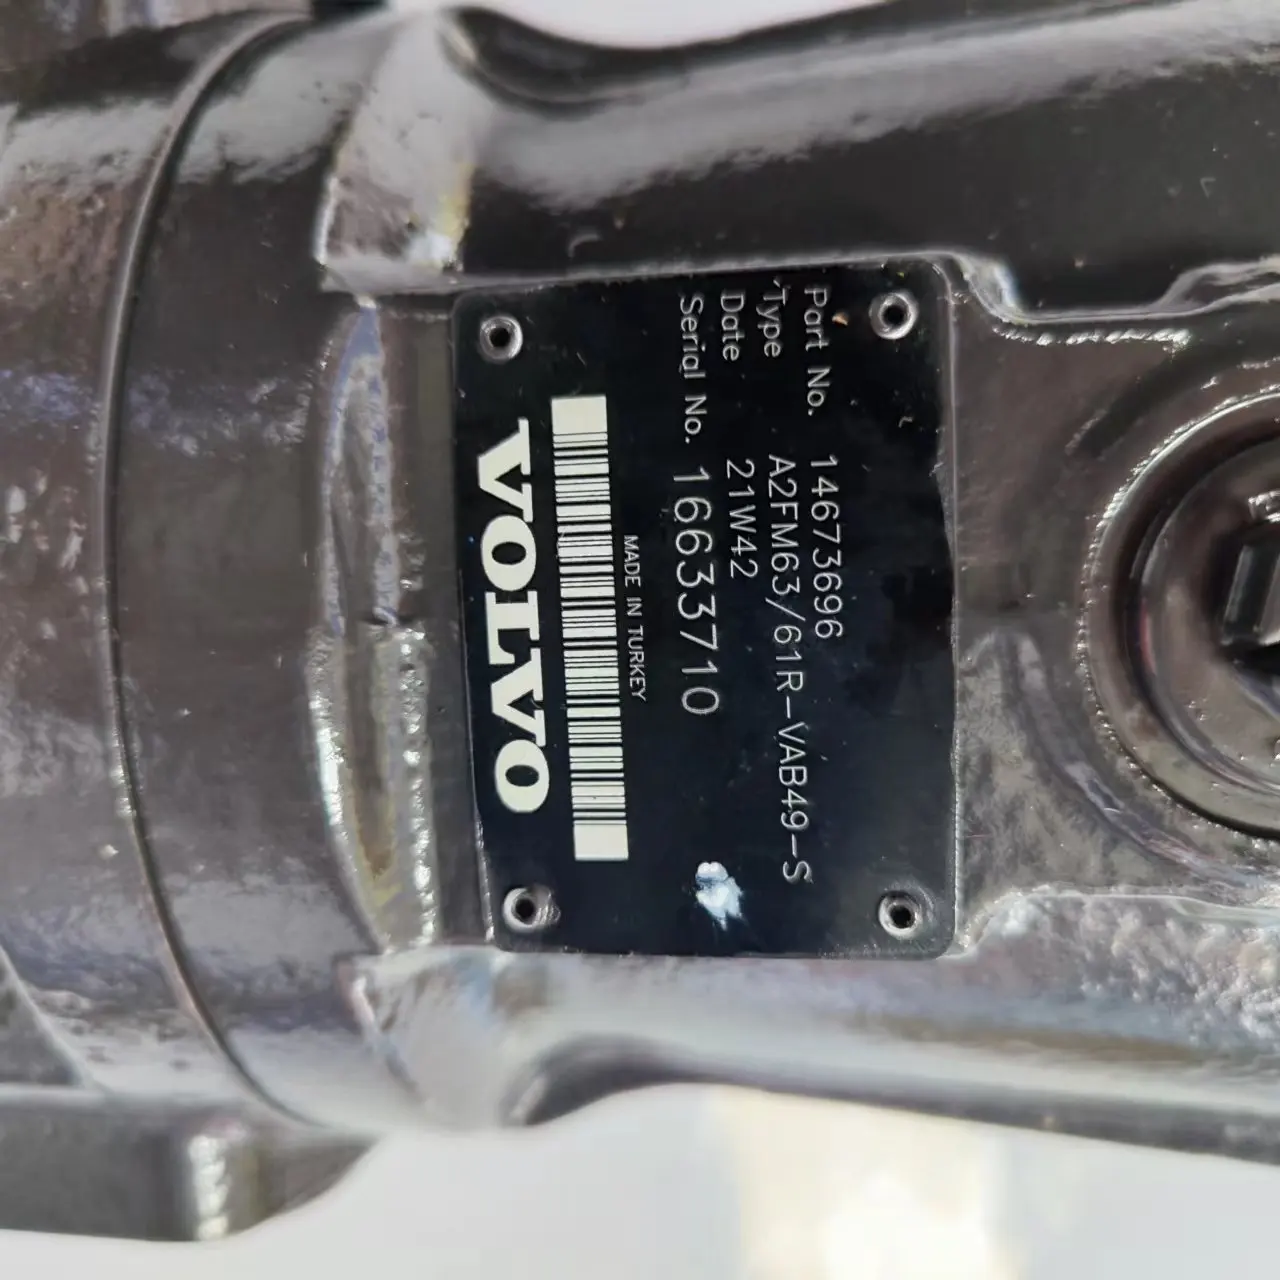 Part No. 14673696
Type A2FM63/61R-VAB49-S
Date 21W42
Serial No. 16633710
MADE IN TURKEY
VOLVO